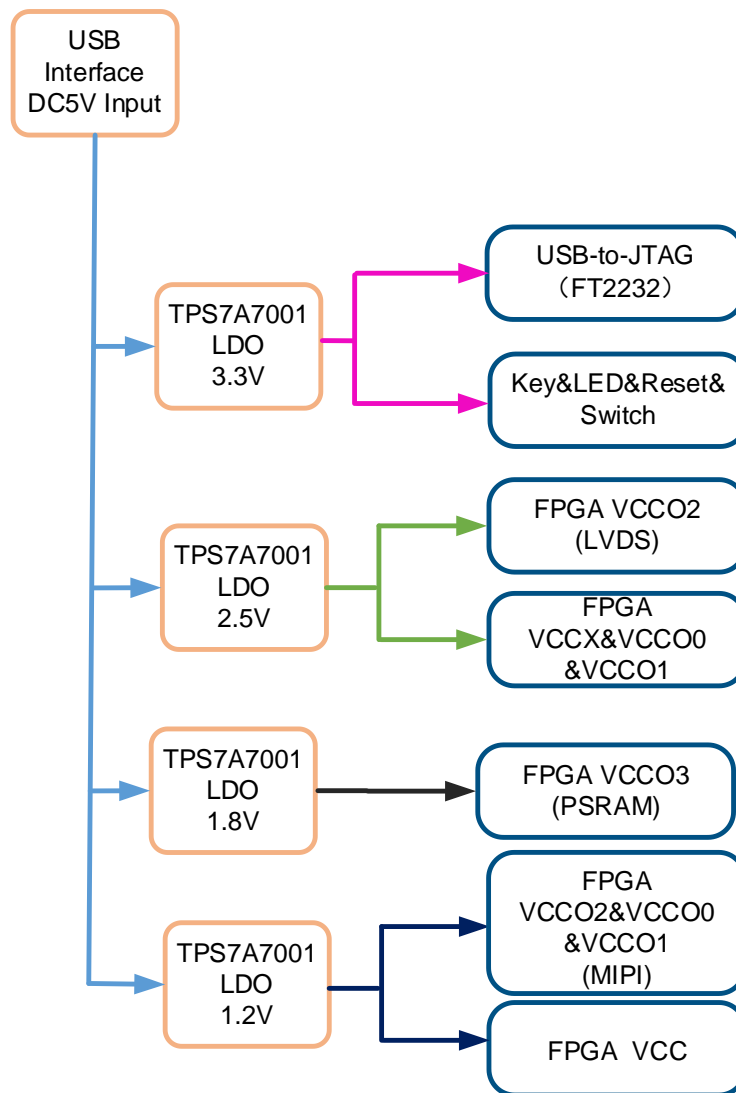 USB
Interface
DC5V Input
USB-to-JTAG
（FT2232）
TPS7A7001
LDO
3.3V
Key&LED&Reset&
Switch
FPGA VCCO2
(LVDS)
TPS7A7001
LDO
2.5V
FPGA
VCCX&VCCO0
&VCCO1
TPS7A7001
LDO
1.8V
FPGA VCCO3
(PSRAM)
FPGA
VCCO2&VCCO0
&VCCO1
(MIPI)
TPS7A7001
LDO
1.2V
FPGA  VCC